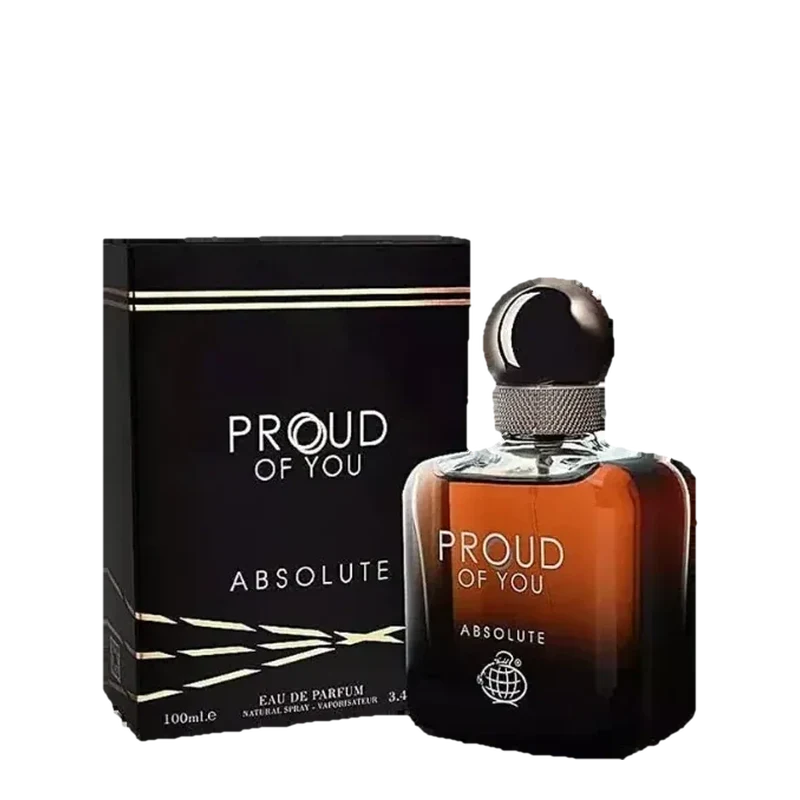 PROUD
OF YOU
ABSOLUTE
EAU DE PARFUM
NATURAL SPRAY - VAPORISATEUR
100ml.e
3.4
PROUD
OF YOU
ABSOLUTE